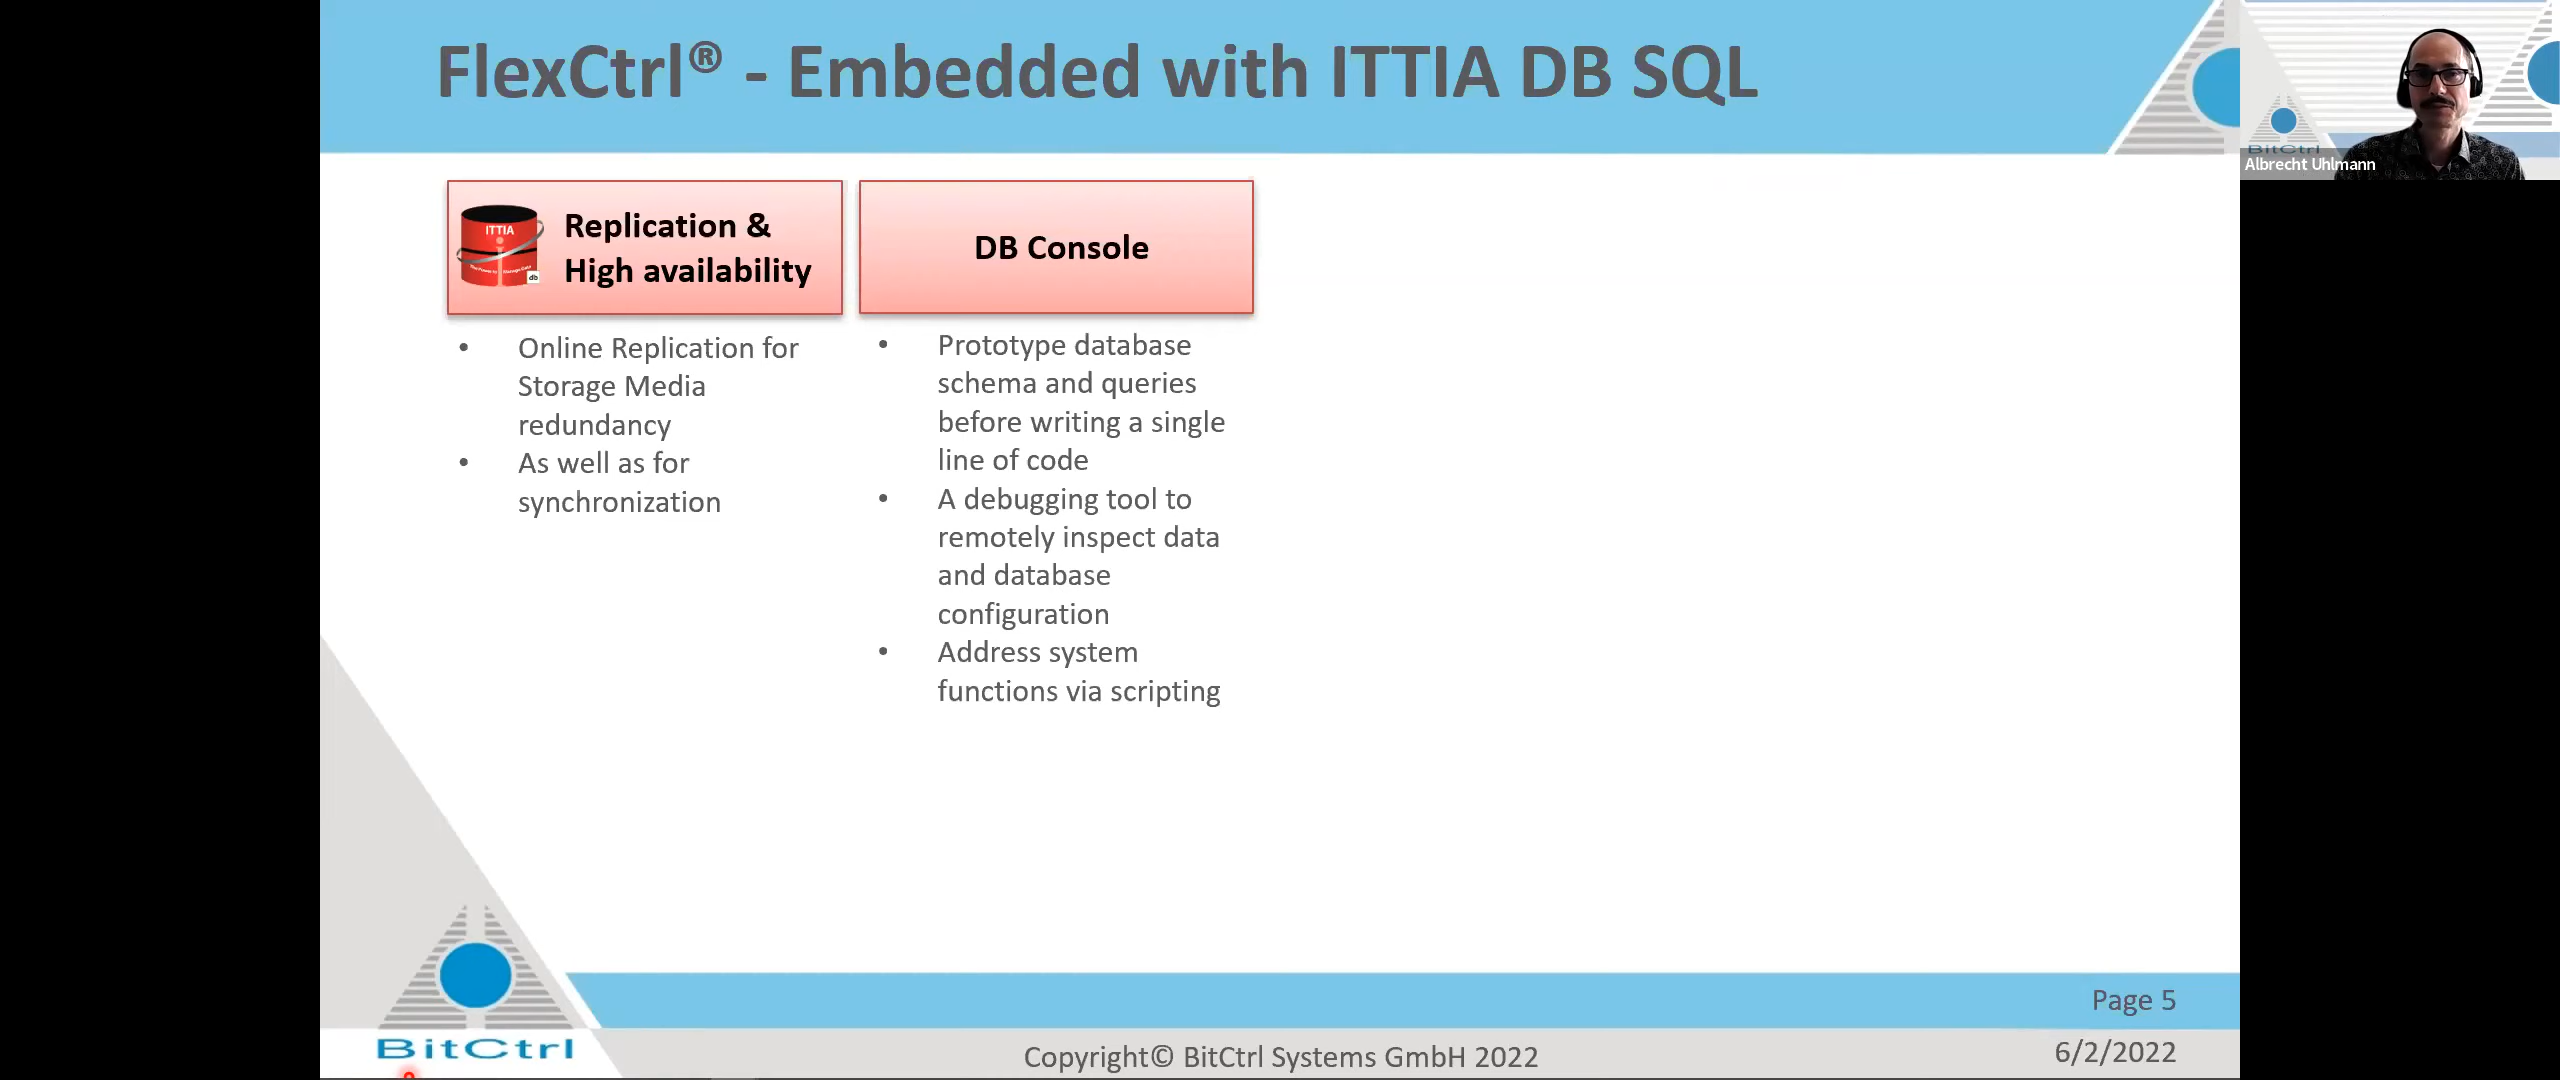 FlexCtrl® - Embedded with ITTIA DB SQL
Albrecht Uhlmann
BitCtrl
ITTIA
db
Replication &
High availability
• Online Replication for
Storage Media
redundancy
• As well as for
synchronization
DB Console
• Prototype database
schema and queries
before writing a single
line of code
• A debugging tool to
remotely inspect data
and database
configuration
• Address system
functions via scripting
BitCtrl
Page 5
Copyright© BitCtrl Systems GmbH 2022
6/2/2022